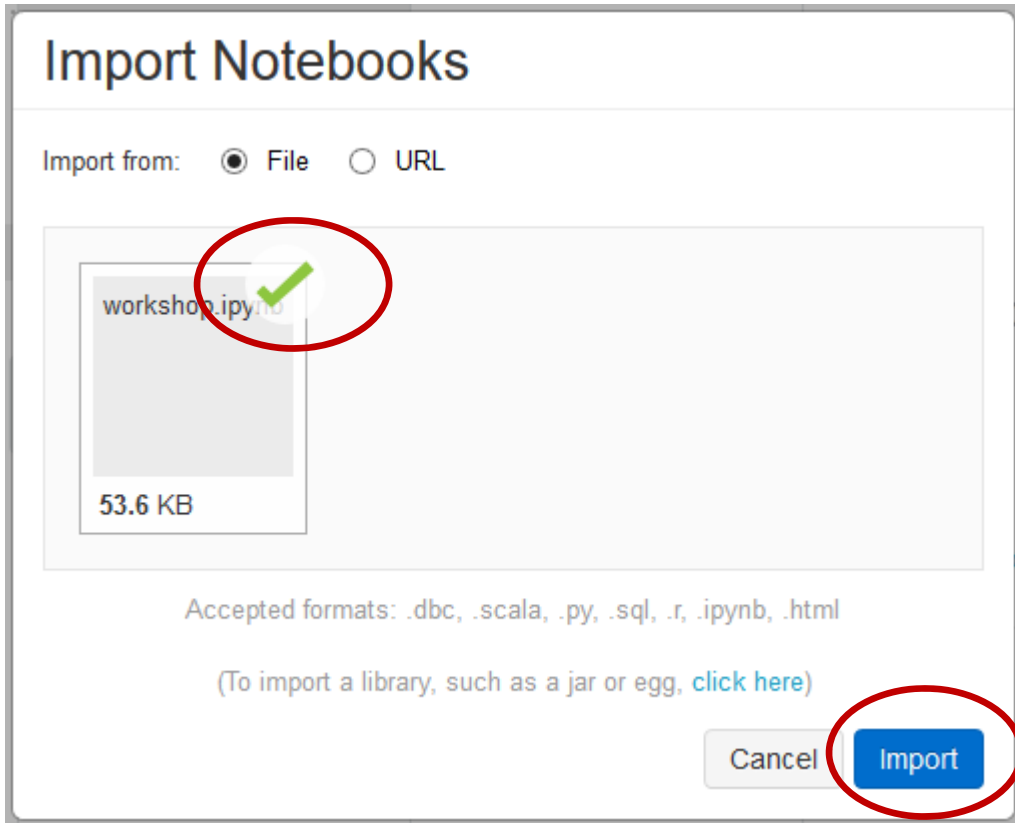 Import Notebooks
Import from: File URL
workshop.ipynb
53.6 KB
Accepted formats: .dbc, .scala, .py, .sql, .r, .ipynb, .html
(To import a library, such as a jar or egg, click here)
Cancel Import